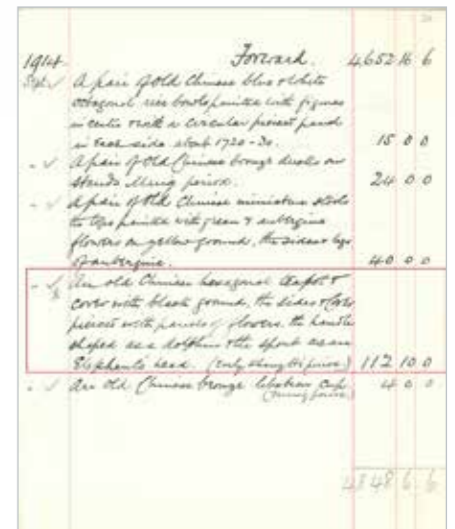 1914 Forward. 4652 16 6
Sept. ✓ A pair of old Chinese blue & white
octagonal rice bowls painted with figures
in centre & with a circular pierced panel
in each side about 1720-30. 15 0 0
- ✓ A pair of Old Chinese bronze on
stands Ming period. 24 0 0
- ✓ A pair of Old Chinese miniature stools
the tops painted with green & aubergine
flowers on yellow ground, the sides & legs
of aubergine. 40 0 0
- ✓ An old Chinese hexagonal teapot &
cover with black ground, the sides & cover
pierced with panels of flowers, the handle
shaped as a dolphin & the spout as an
Elephant's head. (Early period.) 112 10 0
- ✓ An old Chinese bronze libation cup 4 0 0
(Ming period.)
4848 6 6